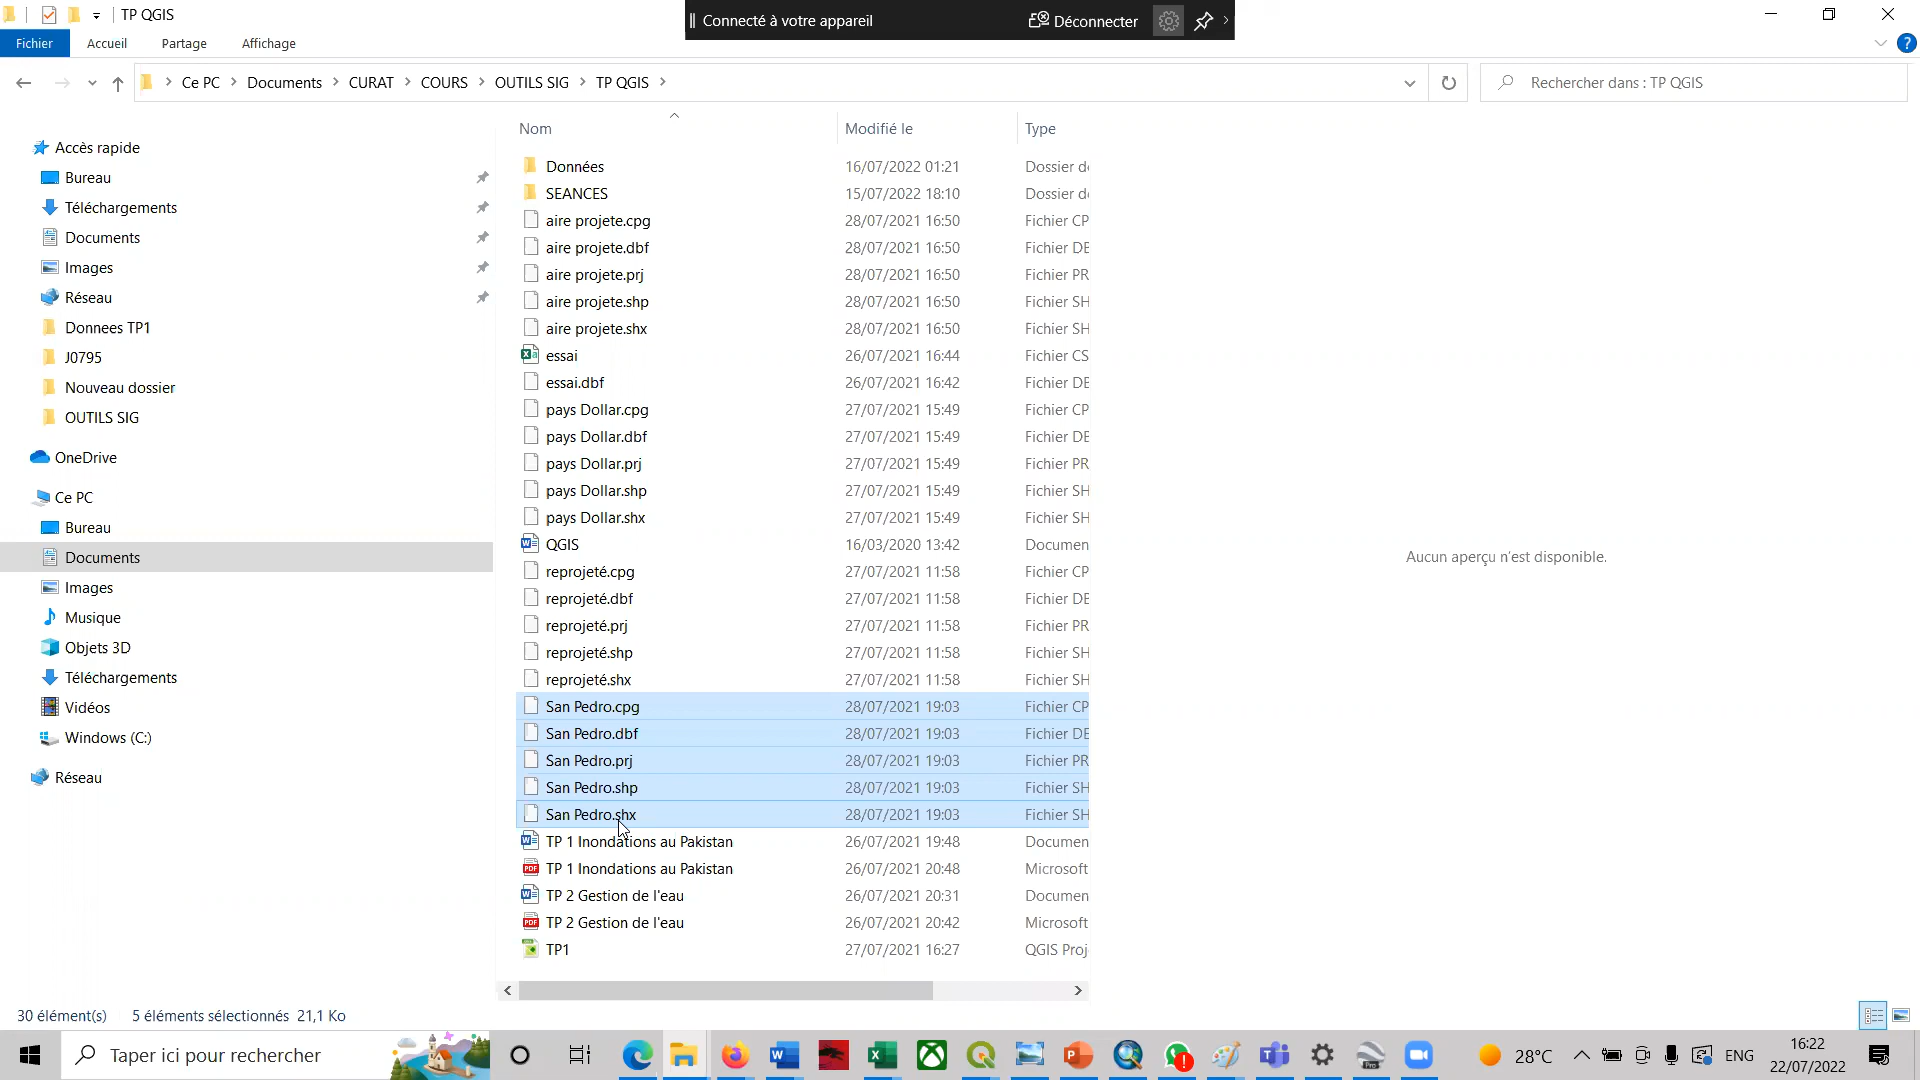 TP QGIS
Connecté à votre appareil
Déconnecter
Fichier Accueil Partage Affichage
Ce PC Documents CURAT COURS OUTILS SIG TP QGIS
Rechercher dans : TP QGIS
Nom Modifié le Type
Accès rapide
Bureau
Téléchargements
Documents
Images
Réseau
Donnees TP1
J0795
Nouveau dossier
OUTILS SIG
OneDrive
Ce PC
Bureau
Documents
Images
Musique
Objets 3D
Téléchargements
Vidéos
Windows (C:)
Réseau
Données 16/07/2022 01:21 Dossier de
SEANCES 15/07/2022 18:10 Dossier de
aire projete.cpg 28/07/2021 16:50 Fichier CP
aire projete.dbf 28/07/2021 16:50 Fichier DB
aire projete.prj 28/07/2021 16:50 Fichier PR
aire projete.shp 28/07/2021 16:50 Fichier SH
aire projete.shx 28/07/2021 16:50 Fichier SH
essai 26/07/2021 16:44 Fichier CS
essai.dbf 26/07/2021 16:42 Fichier DB
pays Dollar.cpg 27/07/2021 15:49 Fichier CP
pays Dollar.dbf 27/07/2021 15:49 Fichier DB
pays Dollar.prj 27/07/2021 15:49 Fichier PR
pays Dollar.shp 27/07/2021 15:49 Fichier SH
pays Dollar.shx 27/07/2021 15:49 Fichier SH
QGIS 16/03/2020 13:42 Documen
reprojeté.cpg 27/07/2021 11:58 Fichier CP
reprojeté.dbf 27/07/2021 11:58 Fichier DB
reprojeté.prj 27/07/2021 11:58 Fichier PR
reprojeté.shp 27/07/2021 11:58 Fichier SH
reprojeté.shx 27/07/2021 11:58 Fichier SH
San Pedro.cpg 28/07/2021 19:03 Fichier CP
San Pedro.dbf 28/07/2021 19:03 Fichier DB
San Pedro.prj 28/07/2021 19:03 Fichier PR
San Pedro.shp 28/07/2021 19:03 Fichier SH
San Pedro.shx 28/07/2021 19:03 Fichier SH
TP 1 Inondations au Pakistan 26/07/2021 19:48 Documen
TP 1 Inondations au Pakistan 26/07/2021 20:48 Microsoft
TP 2 Gestion de l'eau 26/07/2021 20:31 Documen
TP 2 Gestion de l'eau 26/07/2021 20:42 Microsoft
TP1 27/07/2021 16:27 QGIS Proj
Aucun aperçu n'est disponible.
30 élément(s) 5 éléments sélectionnés 21,1 Ko
Taper ici pour rechercher
28°C
ENG
16:22
22/07/2022